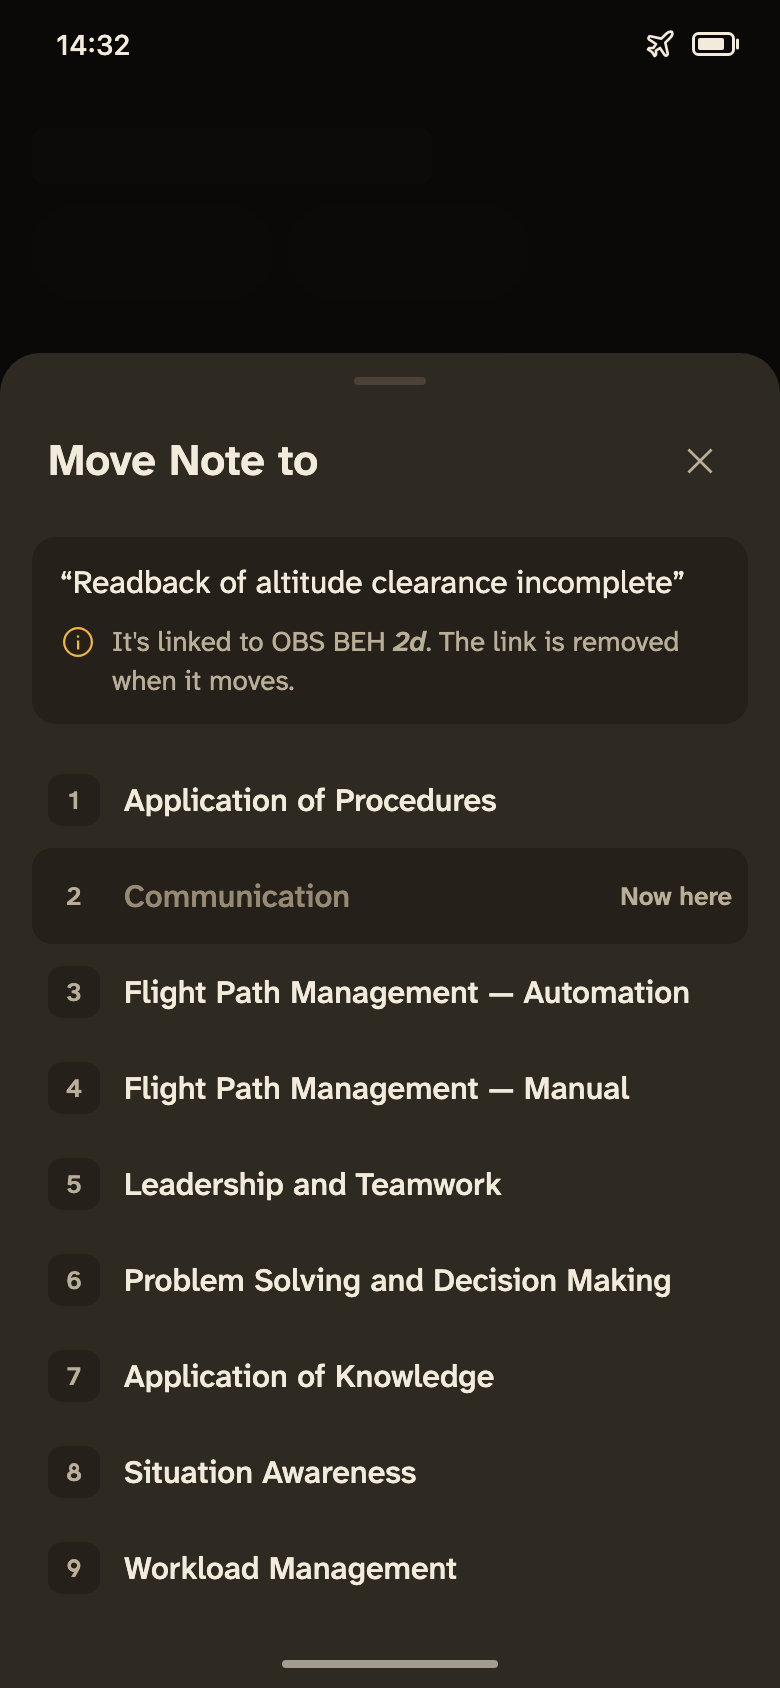 14:32
Move Note to
“Readback of altitude clearance incomplete”
It's linked to OBS BEH 2d. The link is removed
when it moves.
1 Application of Procedures
2 Communication Now here
3 Flight Path Management — Automation
4 Flight Path Management — Manual
5 Leadership and Teamwork
6 Problem Solving and Decision Making
7 Application of Knowledge
8 Situation Awareness
9 Workload Management